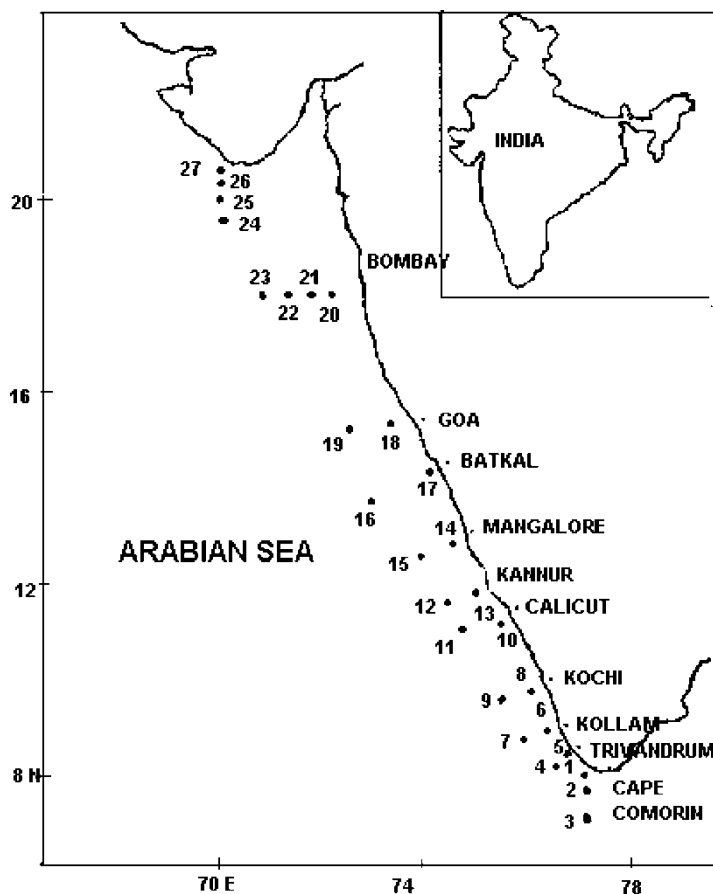 INDIA
27
26
20
25
24
BOMBAY
23
21
22
20
16
GOA
19
18
BATKAL
17
16
14
MANGALORE
ARABIAN SEA
15
KANNUR
12
12
13
CALICUT
10
11
8
KOCHI
9
6
KOLLAM
7
5
TRIVANDRUM
4
1
8 N
2
CAPE
3
COMORIN
70 E
74
78